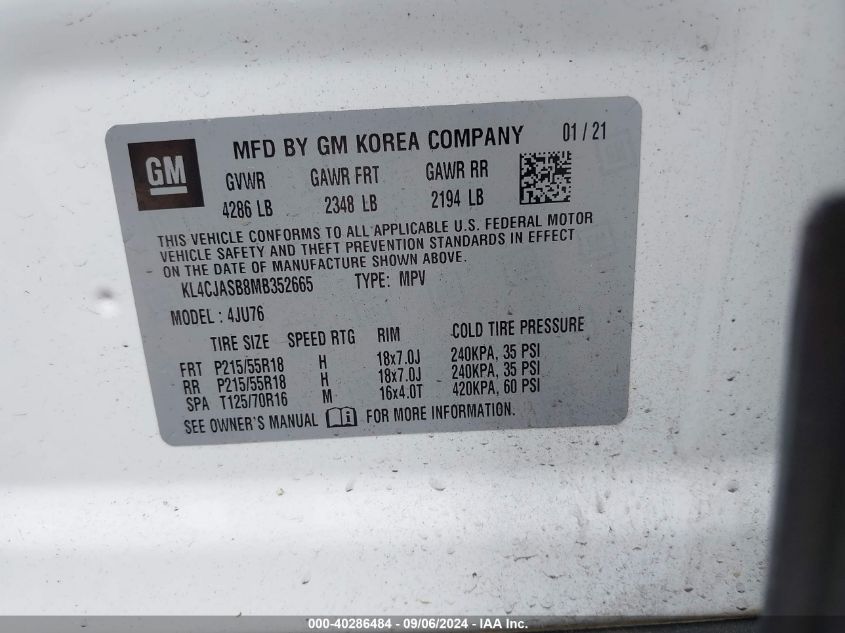 GM
MFD BY GM KOREA COMPANY 01 / 21
GVWR GAWR FRT GAWR RR
4286 LB 2348 LB 2194 LB
THIS VEHICLE CONFORMS TO ALL APPLICABLE U.S. FEDERAL MOTOR
VEHICLE SAFETY AND THEFT PREVENTION STANDARDS IN EFFECT
ON THE DATE OF MANUFACTURE SHOWN ABOVE.
KL4CJASB8MB352665 TYPE: MPV
MODEL : 4JU76
TIRE SIZE SPEED RTG RIM COLD TIRE PRESSURE
FRT P215/55R18 H 18x7.0J 240KPA, 35 PSI
RR P215/55R18 H 18x7.0J 240KPA, 35 PSI
SPA T125/70R16 M 16x4.0T 420KPA, 60 PSI
SEE OWNER'S MANUAL FOR MORE INFORMATION.
000-40286484 - 09/06/2024 - IAA Inc.